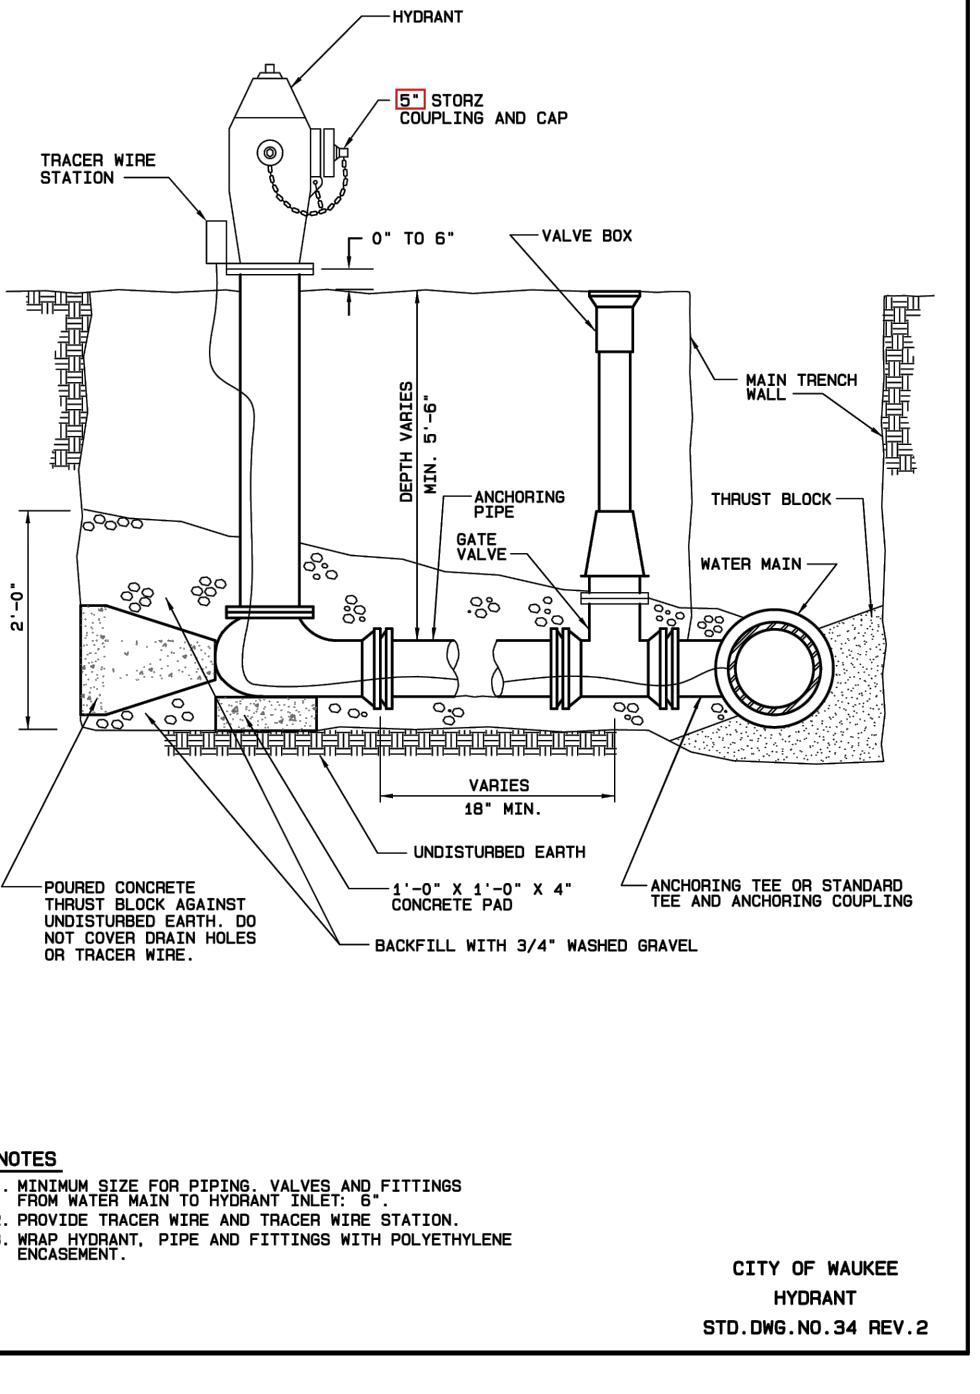 HYDRANT
5" STORZ
COUPLING AND CAP
TRACER WIRE
STATION
0" TO 6"
VALVE BOX
MAIN TRENCH
WALL
DEPTH VARIES
MIN. 5'-6"
ANCHORING
PIPE
THRUST BLOCK
GATE
VALVE
WATER MAIN
2'-0"
VARIES
18" MIN.
UNDISTURBED EARTH
1'-0" X 1'-0" X 4"
CONCRETE PAD
ANCHORING TEE OR STANDARD
TEE AND ANCHORING COUPLING
POURED CONCRETE
THRUST BLOCK AGAINST
UNDISTURBED EARTH. DO
NOT COVER DRAIN HOLES
OR TRACER WIRE.
BACKFILL WITH 3/4" WASHED GRAVEL
NOTES
. MINIMUM SIZE FOR PIPING. VALVES AND FITTINGS
FROM WATER MAIN TO HYDRANT INLET: 6".
2. PROVIDE TRACER WIRE AND TRACER WIRE STATION.
3. WRAP HYDRANT, PIPE AND FITTINGS WITH POLYETHYLENE
ENCASEMENT.
CITY OF WAUKEE
HYDRANT
STD.DWG.NO.34 REV.2